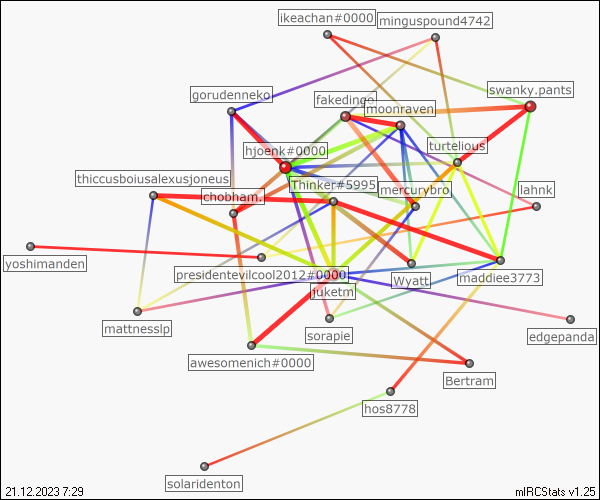 ikeachan#0000
minguspound4742
swanky.pants
gorudenneko
fakedingo
moonraven
hjoenk#0000
turtelious
thiccusboiusalexusjoneus
Thinker#5995
mercurybro
lahnk
chobham.
yoshimanden
presidentevilcool2012#0000
Wyatt
maddiee3773
juketm
mattnesslp
sorapie
edgepanda
awesomenich#0000
Bertram
hos8778
solaridenton
21.12.2023 7:29
mIRCStats v1.25